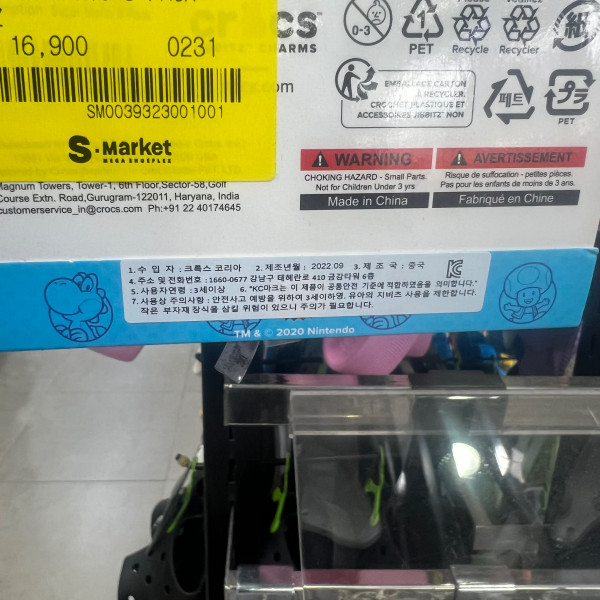 16,900 0231
SM0039323001001
S·Market
MEGA SHOEPLEX
crocs
CHARMS
0-3
PET
Recycle
Recycler
EMBALLAGE CARTON
À RECYCLER.
CROCHET PLASTIQUE ET
ACCESSOIRES JIBBITZ™ NON
페트
PET
WARNING
CHOKING HAZARD - Small Parts.
Not for Children Under 3 yrs
Made in China
AVERTISSEMENT
Risque de suffocation - petites pièces.
Pas pour les enfants de moins de 3 ans.
Fabriqué en Chine
Magnum Towers, Tower-1, 6th Floor,Sector-58,Golf
Course Extn. Road,Gurugram-122011, Haryana, India
customerservice_in@crocs.com Ph:+91 22 40174645
1. 수 입 자 : 크록스 코리아 2. 제조년월 : 2022.09 3. 제 조 국 : 중국
4. 주소 및 전화번호 : 1660-0677 강남구 테헤란로 410 금강타워 6층
5. 사용자연령 : 3세이상 6. "KC마크는 이 제품이 공통안전 기준에 적합하였음을 의미합니다."
7. 사용상 주의사항 : 안전사고 예방을 위하여 3세이하영, 유아의 지비츠 사용을 제한합니다.
작은 부자재장식을 삼킬 위험이 있으니 주의가 필요합니다.
TM & © 2020 Nintendo